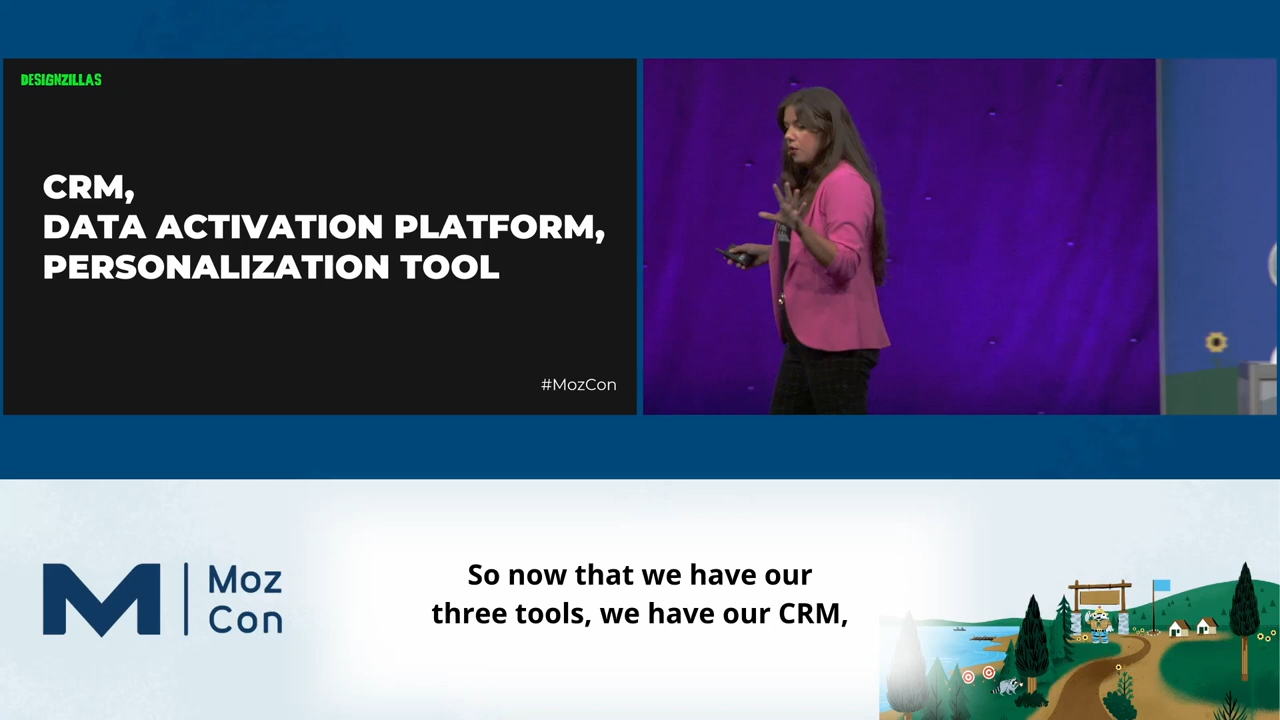 DESIGNZILLAS
CRM,
DATA ACTIVATION PLATFORM,
PERSONALIZATION TOOL
#MozCon
M
Moz
Con
So now that we have our
three tools, we have our CRM,